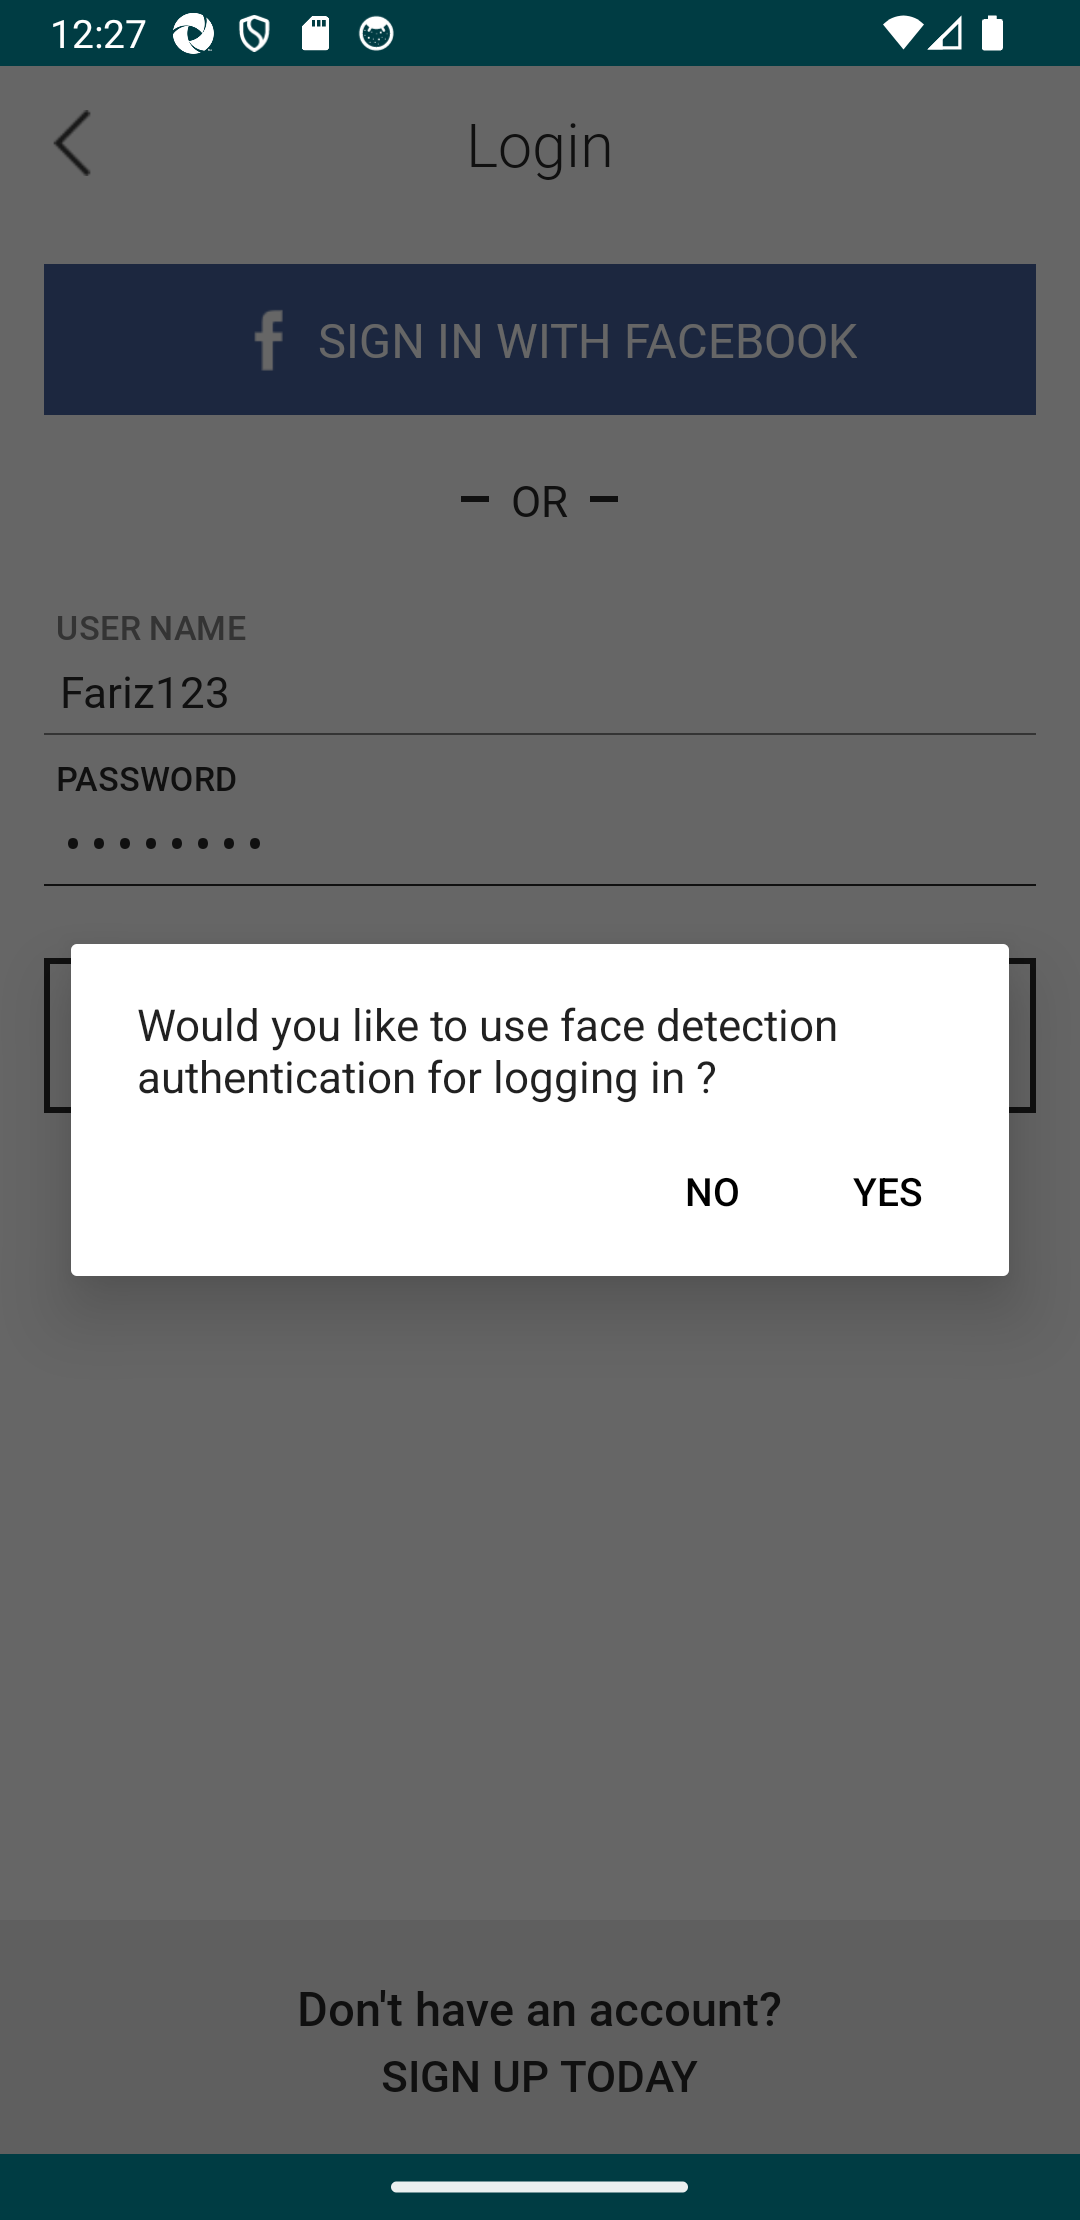 12:27
Login
f SIGN IN WITH FACEBOOK
OR
USER NAME
Fariz123
PASSWORD
••••••••
Would you like to use face detection
authentication for logging in ?
NO YES
Don't have an account?
SIGN UP TODAY